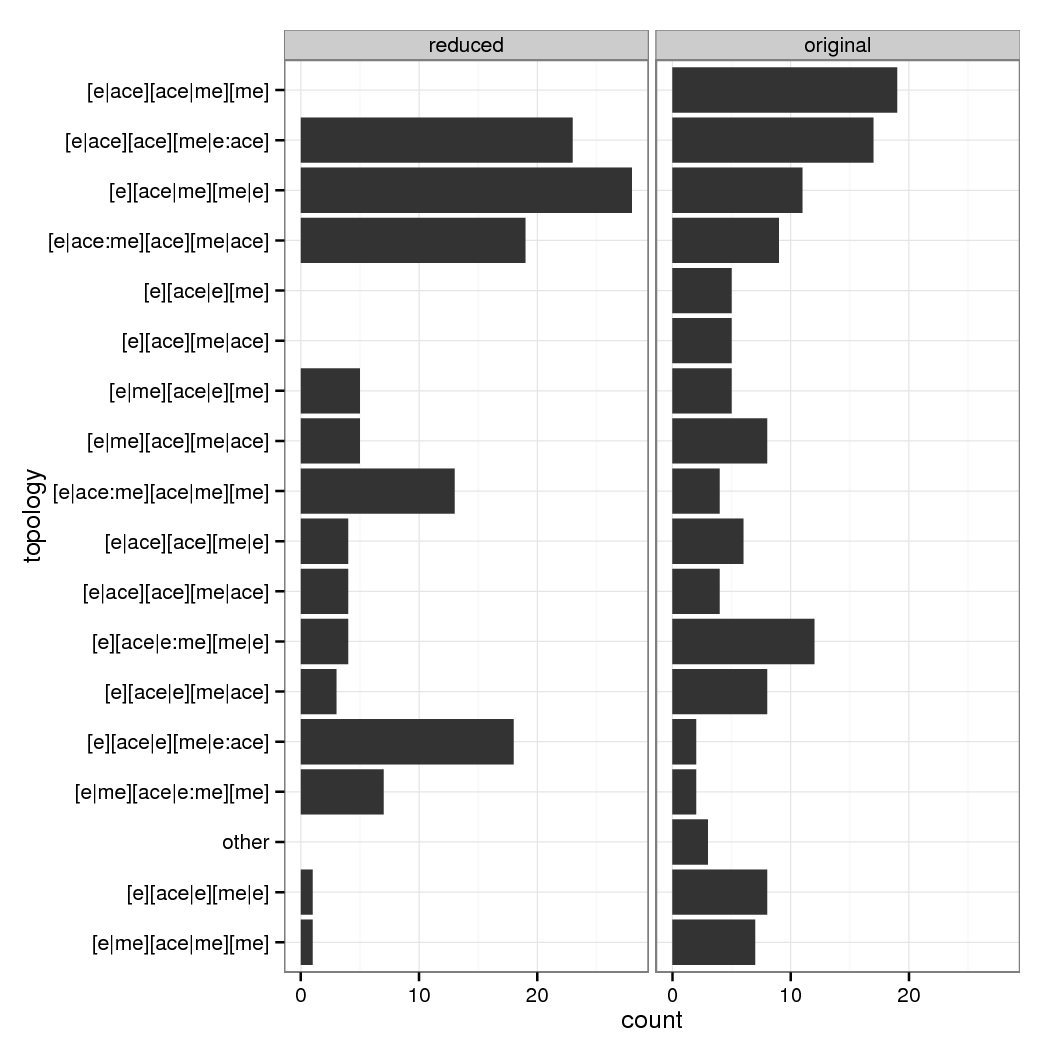 reduced
original
[e|ace][ace|me][me]
[e|ace][ace][me|e:ace]
[e][ace|me][me|e]
[e|ace:me][ace][me|ace]
[e][ace|e][me]
[e][ace][me|ace]
[e|me][ace|e][me]
[e|me][ace][me|ace]
[e|ace:me][ace|me][me]
[e|ace][ace][me|e]
[e|ace][ace][me|ace]
[e][ace|e:me][me|e]
[e][ace|e][me|ace]
[e][ace|e][me|e:ace]
[e|me][ace|e:me][me]
other
[e][ace|e][me|e]
[e|me][ace|me][me]
topology
0 10 20
0 10 20
count